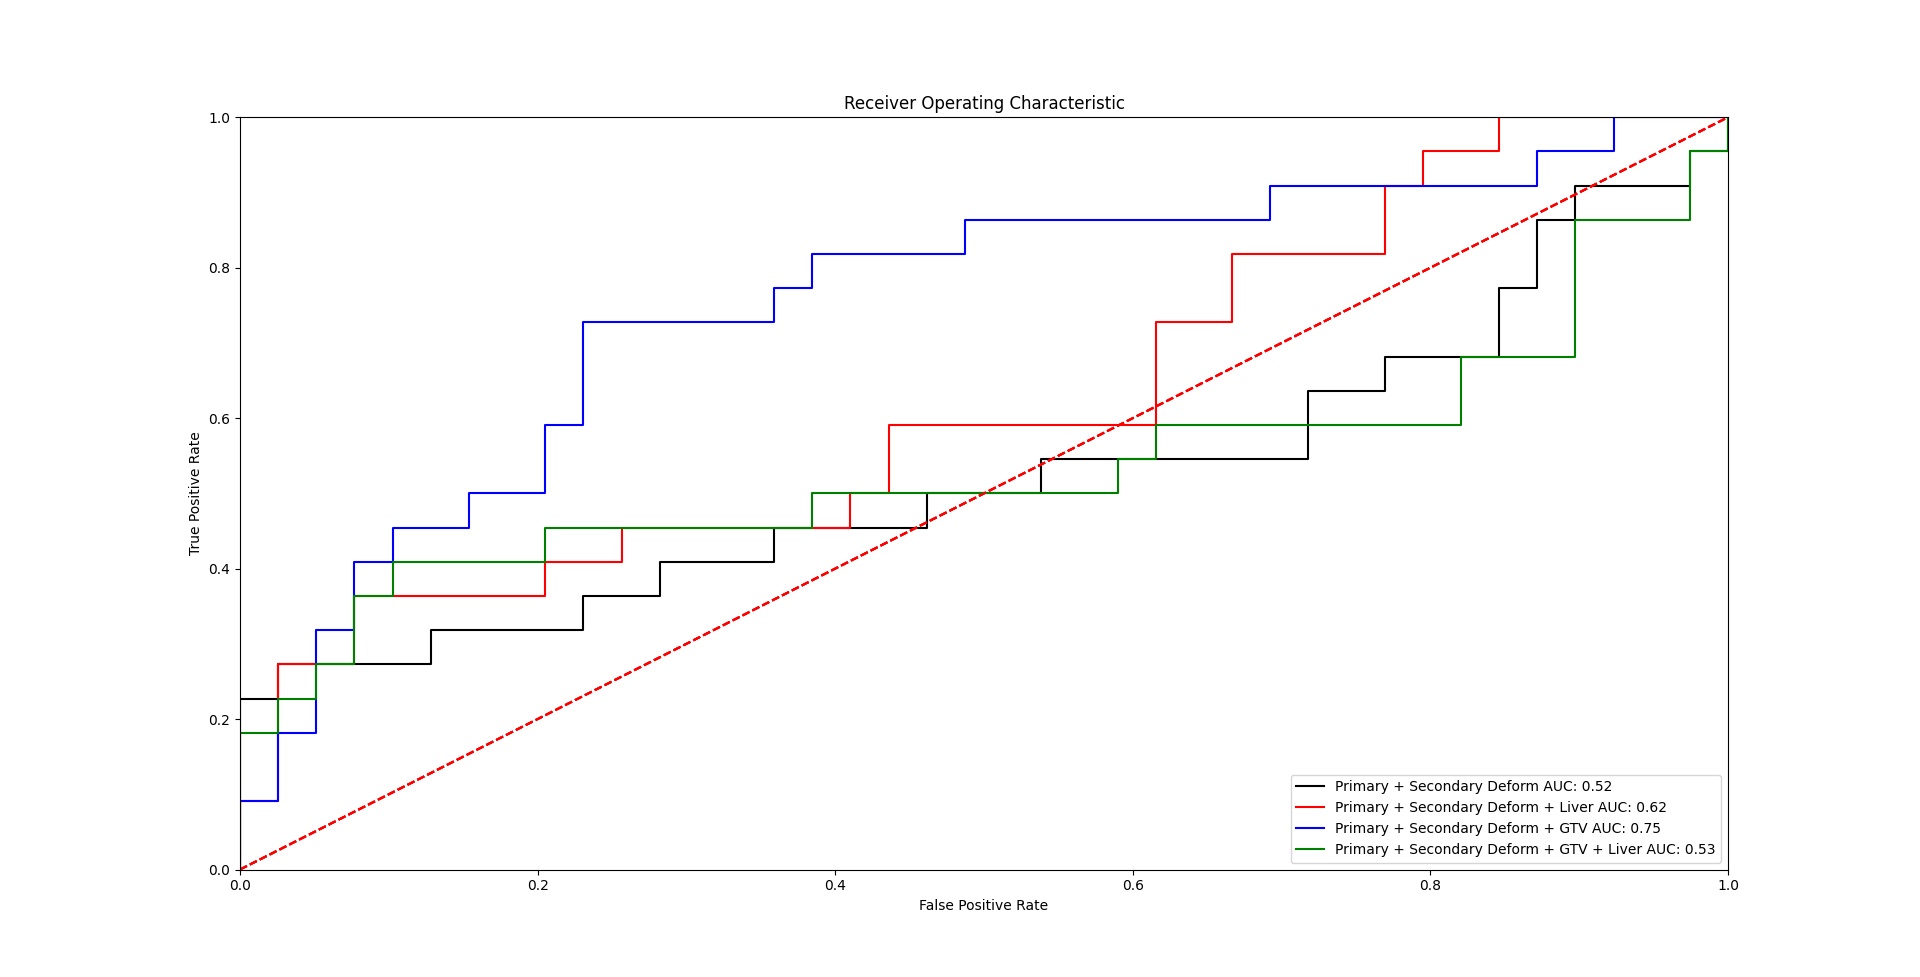 Receiver Operating Characteristic
1.0
0.8
0.6
0.4
0.2
0.0
True Positive Rate
0.0 0.2 0.4 0.6 0.8 1.0
False Positive Rate
Primary + Secondary Deform AUC: 0.52
Primary + Secondary Deform + Liver AUC: 0.62
Primary + Secondary Deform + GTV AUC: 0.75
Primary + Secondary Deform + GTV + Liver AUC: 0.53